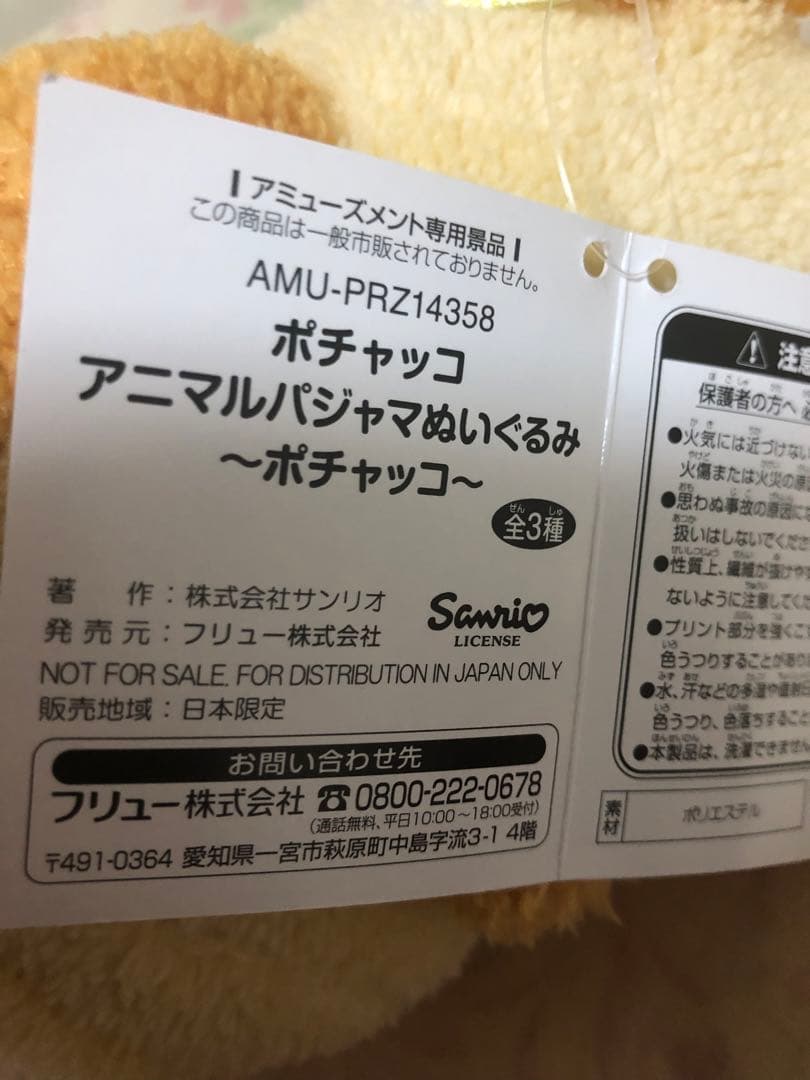 アミューズメント専用景品
この商品は一般市販されておりません。
AMU-PRZ14358
ポチャッコ
アニマルパジャマぬいぐるみ
～ポチャッコ～
ぜん しゅ
全3種
著 作：株式会社サンリオ
発売元：フリュー株式会社
Sanrio
LICENSE
NOT FOR SALE. FOR DISTRIBUTION IN JAPAN ONLY
販売地域：日本限定
お問い合わせ先
フリュー株式会社 ☎0800-222-0678
(通話無料、平日10:00～18:00受付)
〒491-0364 愛知県一宮市萩原町中島字流3-1 4階
⚠ 注意
保護者の方へ
●火気には近づけない
火傷または火災の原
●思わぬ事故の原因にな
扱いはしないでくださ
●性質上、繊維が抜けや
ないように注意してくだ
●プリント部分を強くこ
色うつりすることがあり
●水、汗などの多湿や
色うつり、色落ちすること
●本製品は、洗濯できません
素材
ポリエステル